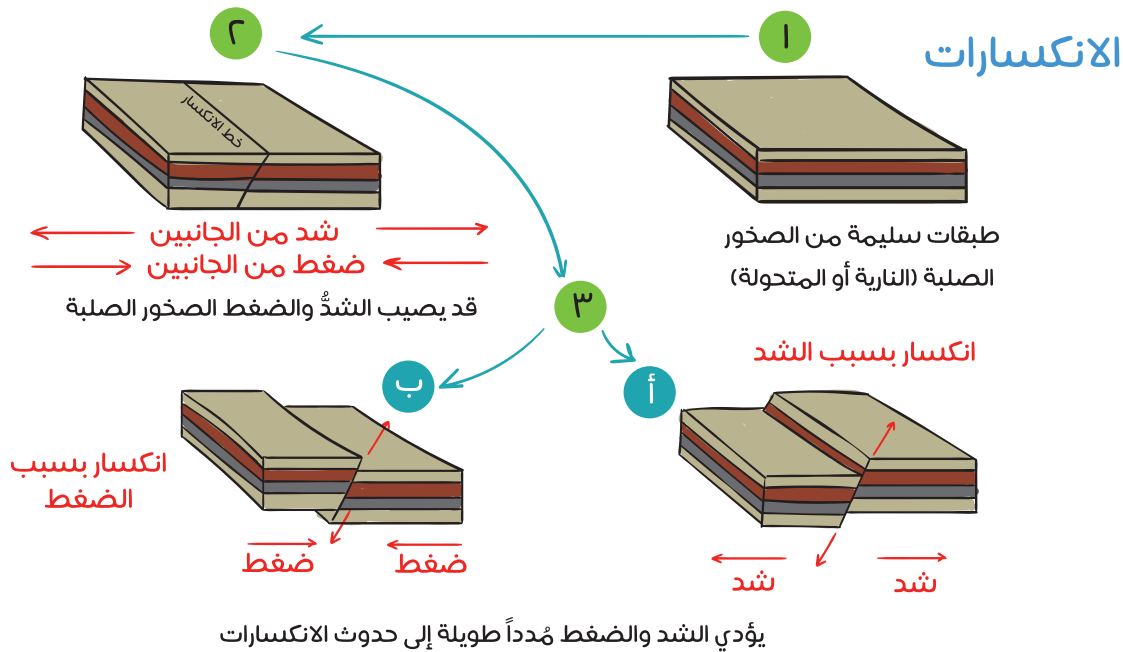 الانكسارات
١
طبقات سليمة من الصخور
الصلبة (النارية أو المتحولة)
٢
خط الانكسار
شد من الجانبين
ضغط من الجانبين
قد يصيب الشدُّ والضغط الصخور الصلبة
٣
أ
انكسار بسبب الشد
شد
شد
ب
انكسار بسبب
الضغط
ضغط
ضغط
يؤدي الشد والضغط مُدداً طويلة إلى حدوث الانكسارات